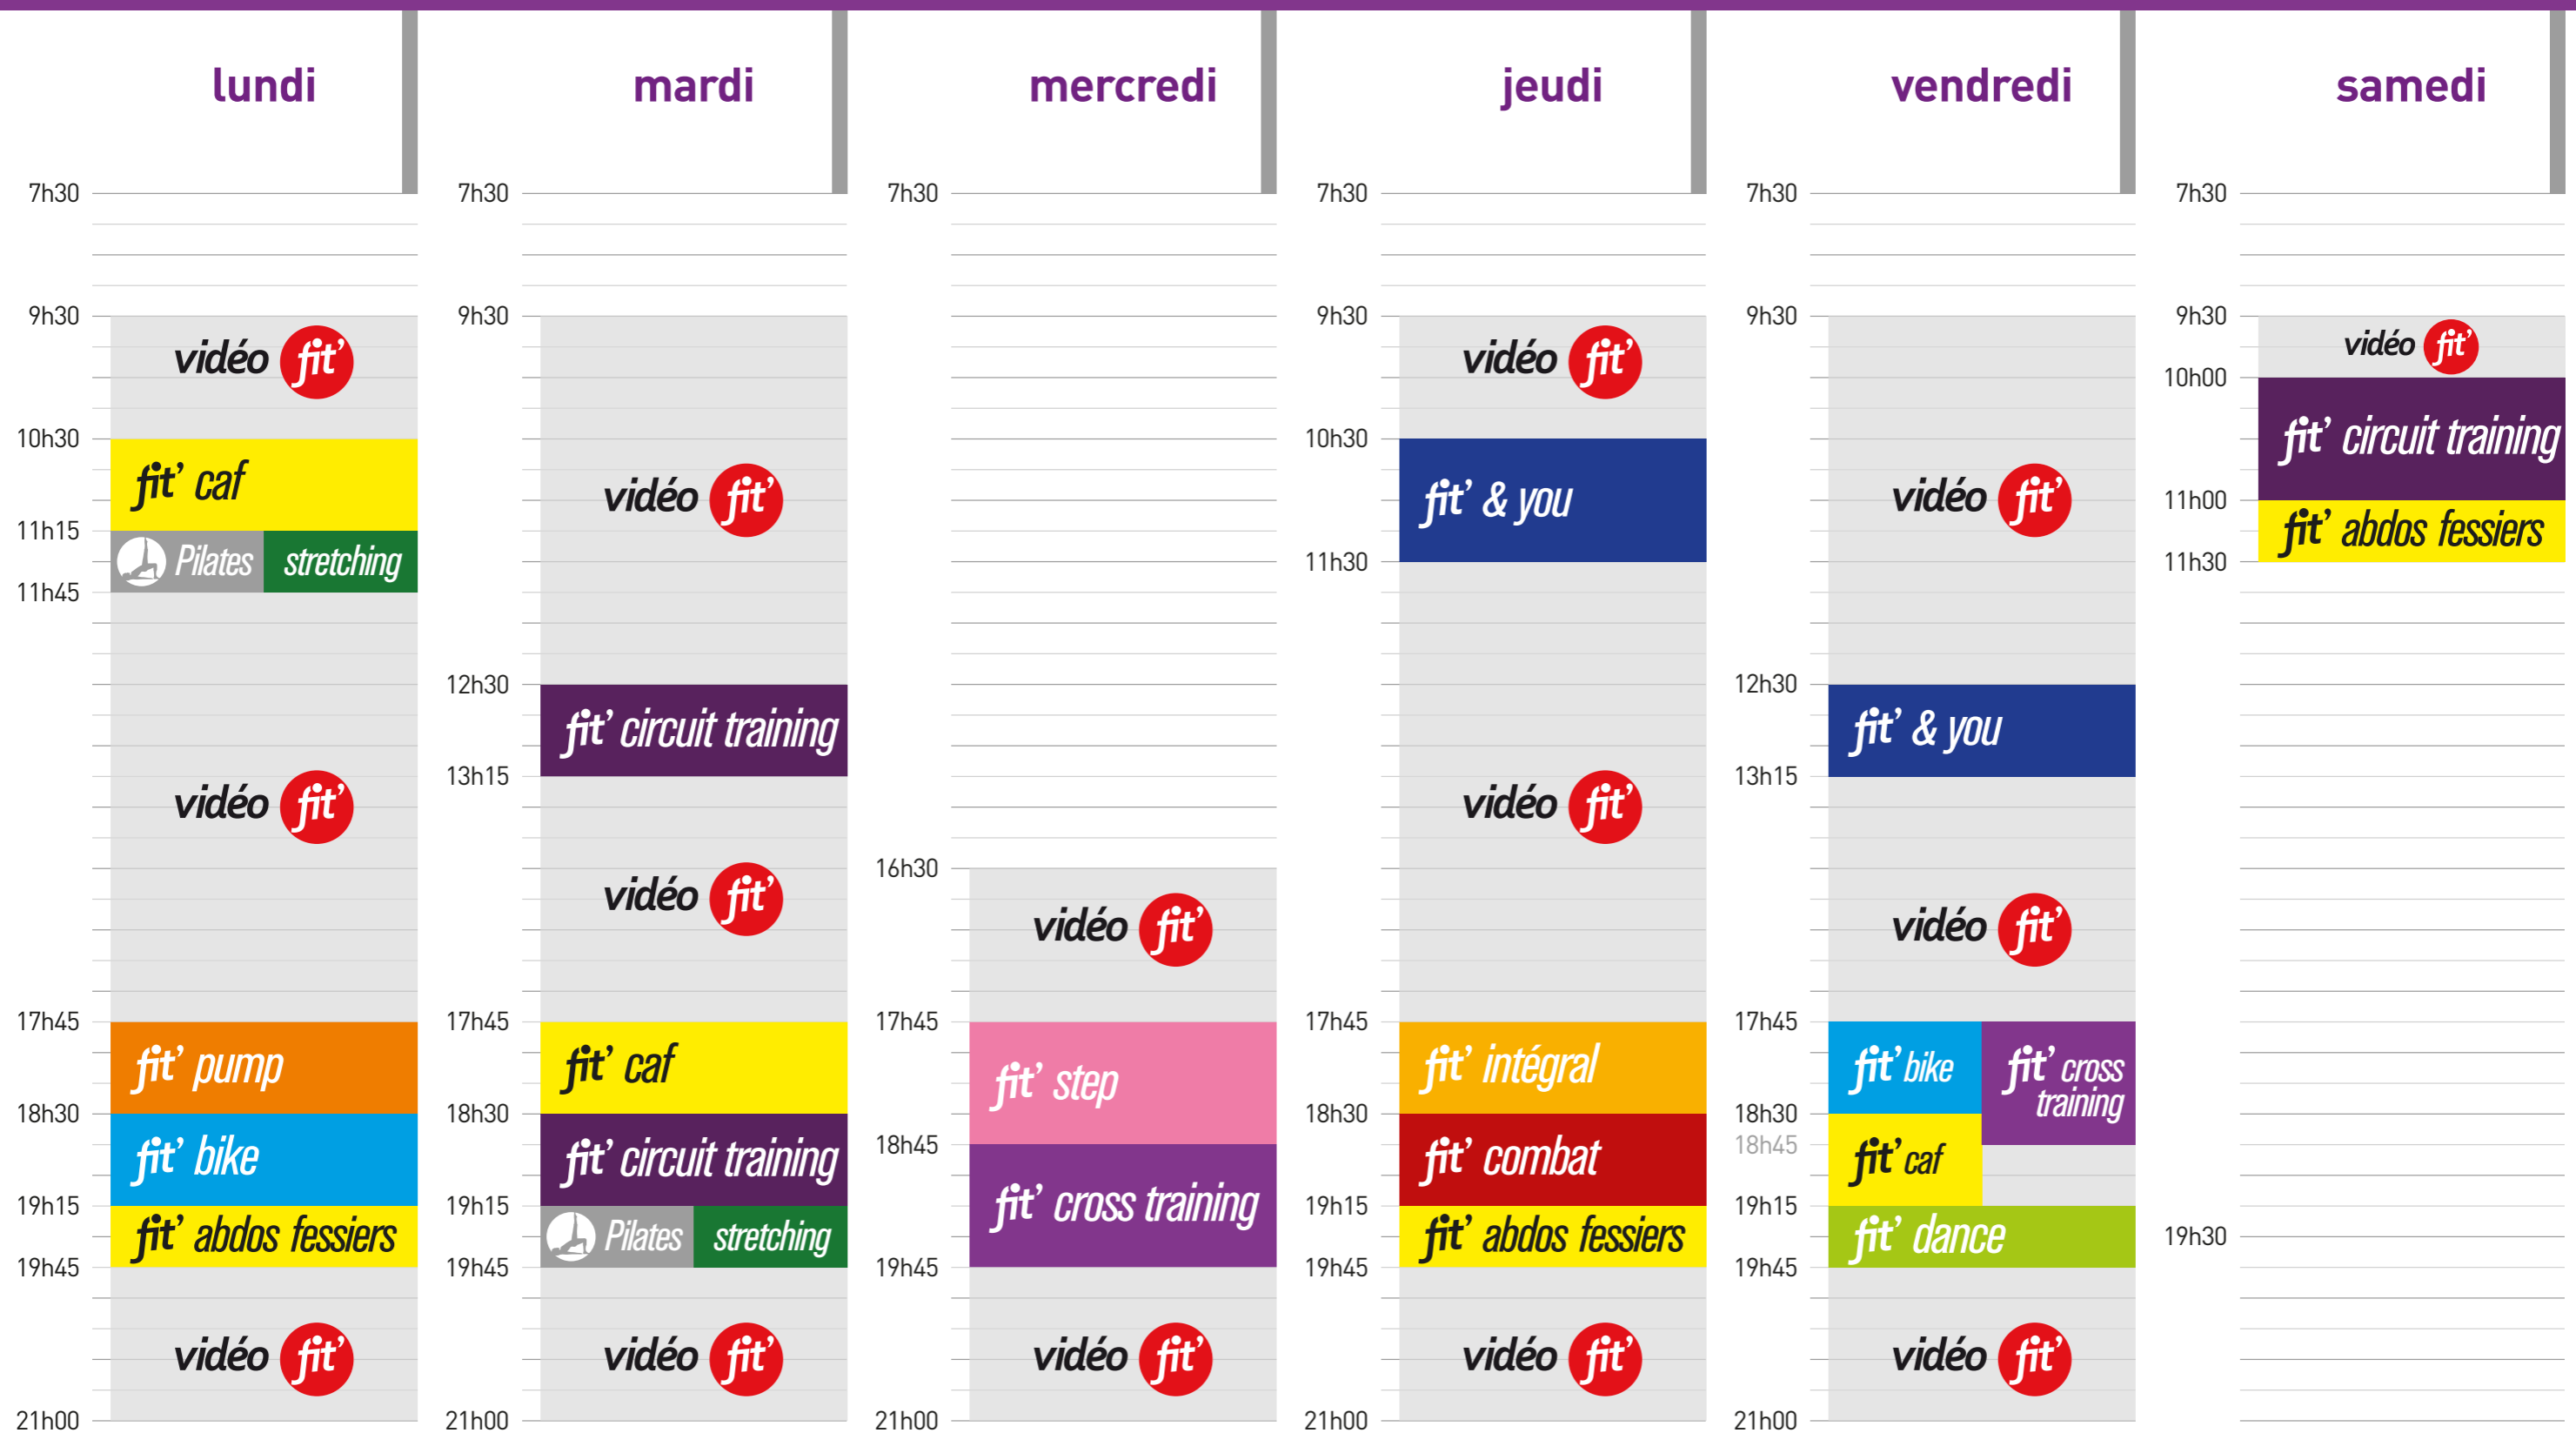 lundi
7h30
9h30
vidéo fit’
10h30
fit’ caf
11h15
Pilates stretching
11h45
vidéo fit’
17h45
fit’ pump
18h30
fit’ bike
19h15
fit’ abdos fessiers
19h45
vidéo fit’
21h00
mardi
7h30
9h30
vidéo fit’
12h30
fit’ circuit training
13h15
vidéo fit’
17h45
fit’ caf
18h30
fit’ circuit training
19h15
Pilates stretching
19h45
vidéo fit’
21h00
mercredi
7h30
16h30
vidéo fit’
17h45
fit’ step
18h45
fit’ cross training
19h45
vidéo fit’
21h00
jeudi
7h30
9h30
vidéo fit’
10h30
fit’ & you
11h30
vidéo fit’
17h45
fit’ intégral
18h30
fit’ combat
19h15
fit’ abdos fessiers
19h45
vidéo fit’
21h00
vendredi
7h30
9h30
vidéo fit’
12h30
fit’ & you
13h15
vidéo fit’
17h45
fit’ bike
fit’ cross
training
18h30
18h45
fit’ caf
19h15
fit’ dance
19h45
vidéo fit’
21h00
samedi
7h30
9h30
vidéo fit’
10h00
fit’ circuit training
11h00
fit’ abdos fessiers
11h30
19h30